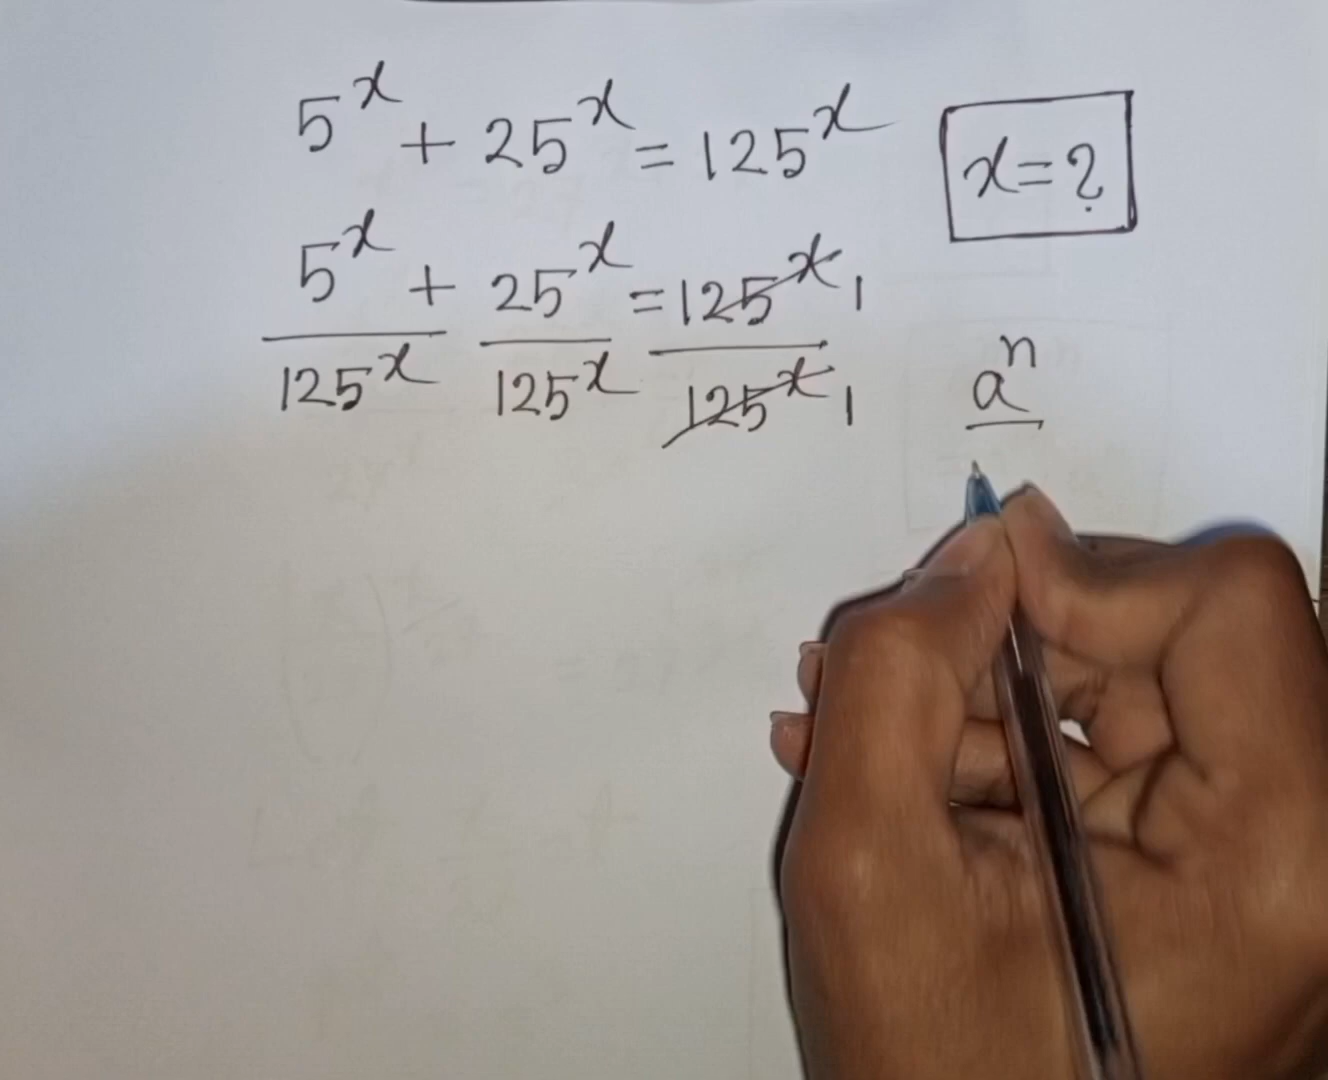 5^x + 25^x = 125^x
x = ?
5^x/125^x + 25^x/125^x = 125^x 1/125^x 1
a^n